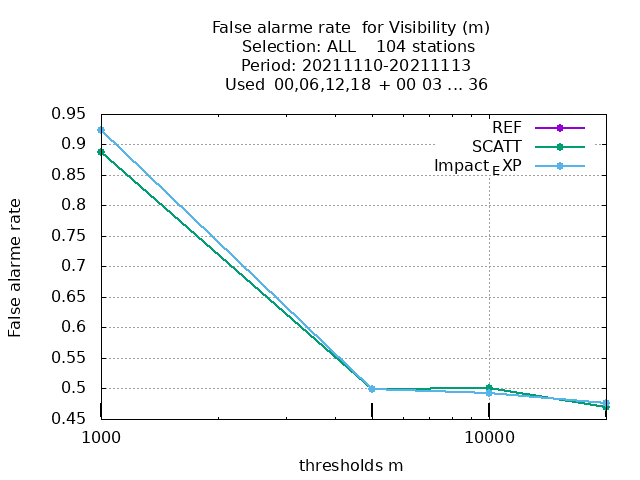 False alarme rate  for Visibility (m)
Selection: ALL    104 stations
Period: 20211110-20211113
Used  00,06,12,18  + 00 03 ... 36
0.95
0.9
0.85
0.8
0.75
0.7
0.65
0.6
0.55
0.5
0.45
False alarme rate
REF
SCATT
Impact_EXP
1000
10000
thresholds m